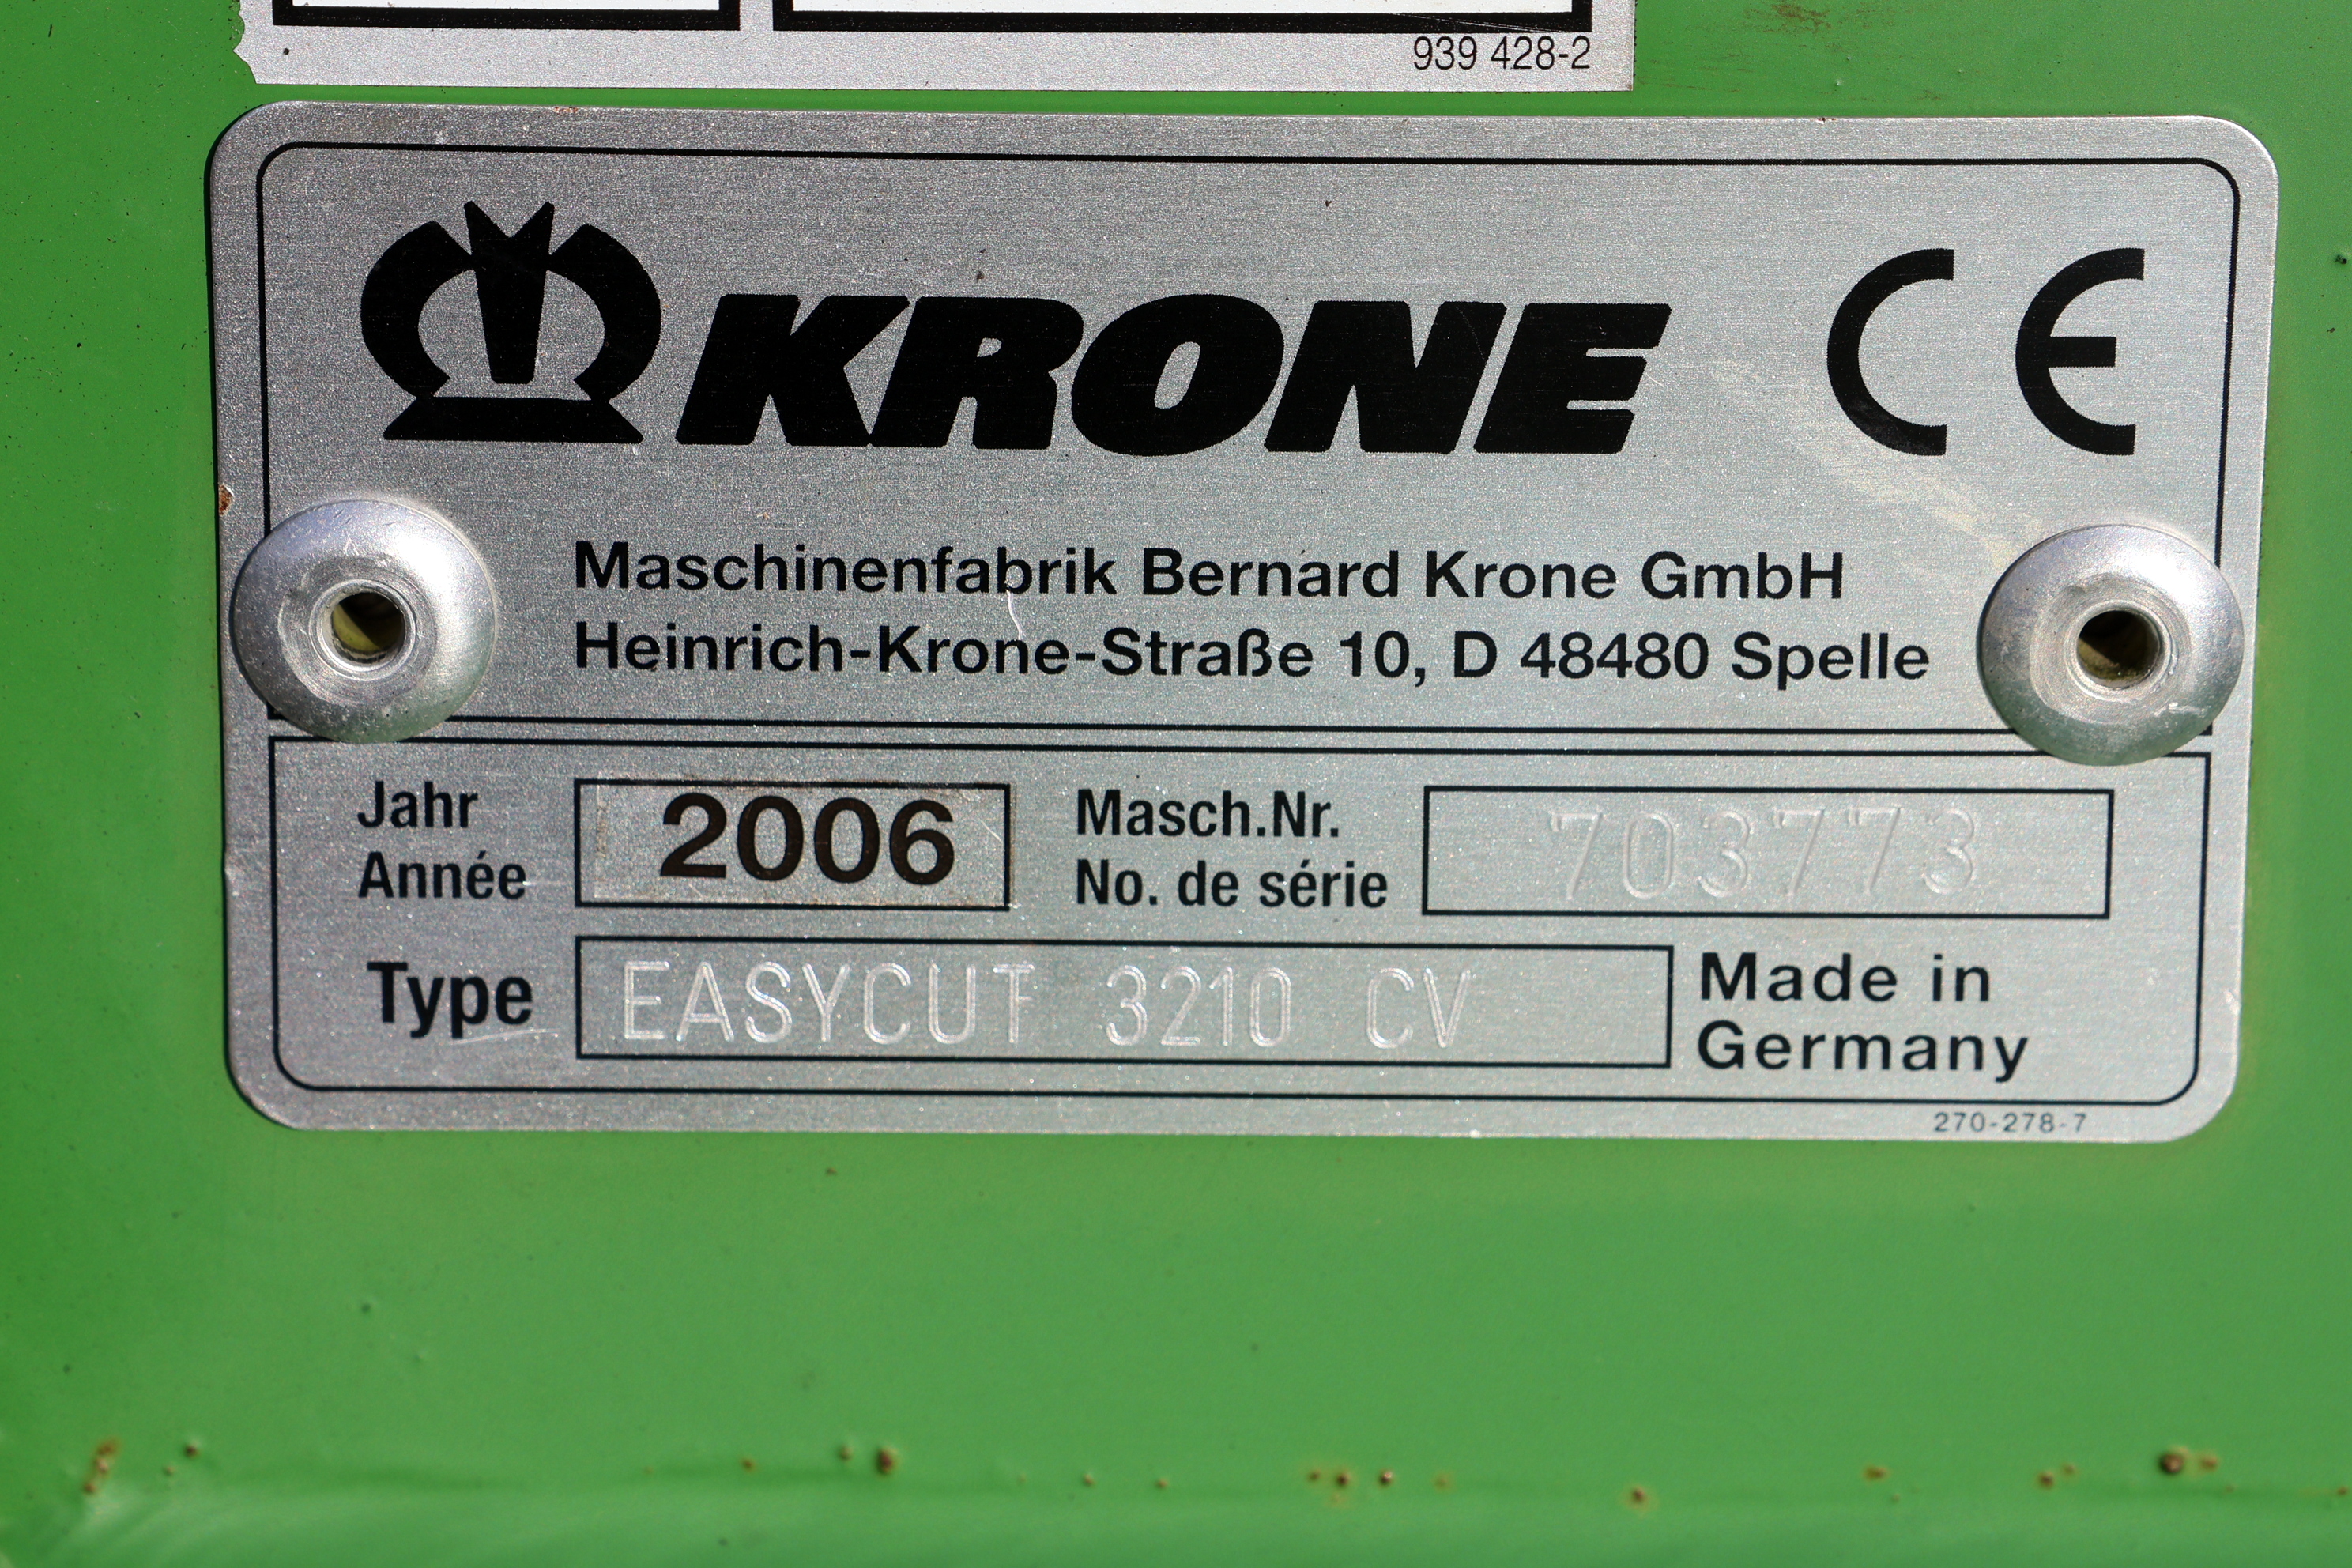 939 428-2
KRONE CE
Maschinenfabrik Bernard Krone GmbH
Heinrich-Krone-Straße 10, D 48480 Spelle
Jahr
Année
2006
Masch.Nr.
No. de série
703773
Type
EASYCUT 3210 CV
Made in
Germany
270-278-7